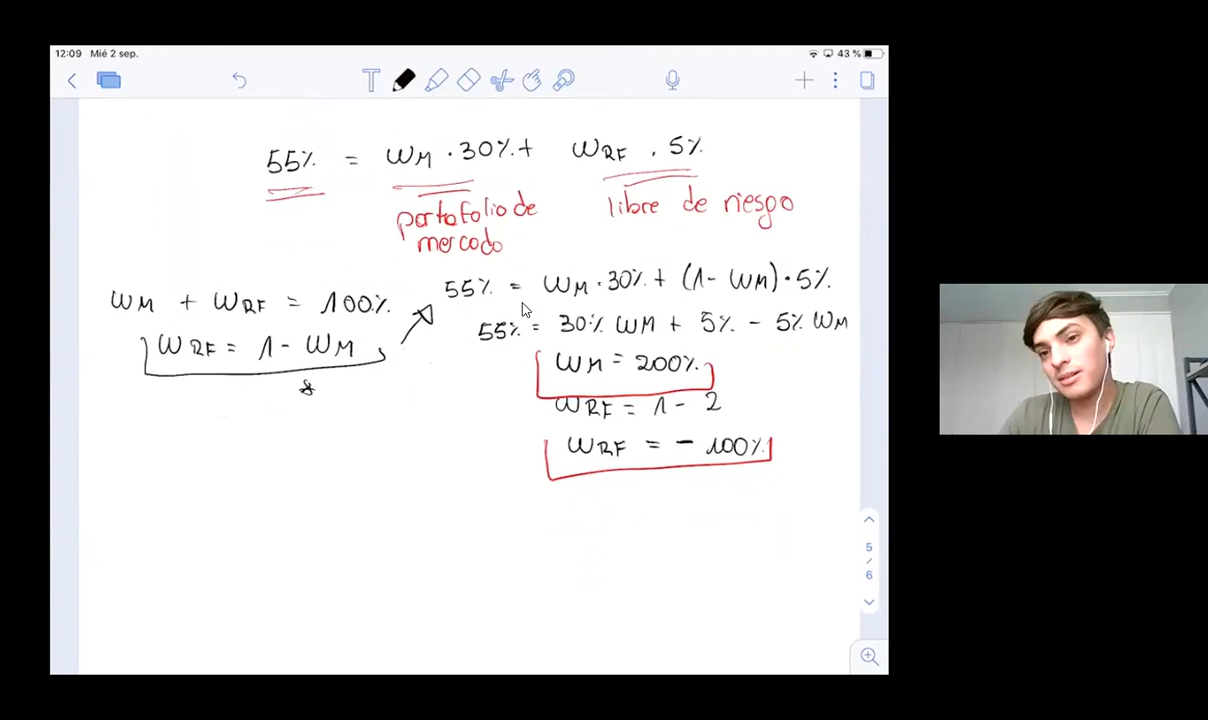 12:09 Mié 2 sep.
43 %
T
55% = WM · 30% + WRF . 5%
portafolio de mercado
libre de riesgo
55% = WM · 30% + (1 - WM) · 5%
WM + WRF = 100%
55% = 30% WM + 5% - 5% WM
WRF = 1 - WM
*
WM = 200%
WRF = 1 - 2
WRF = - 100%
5
/
6